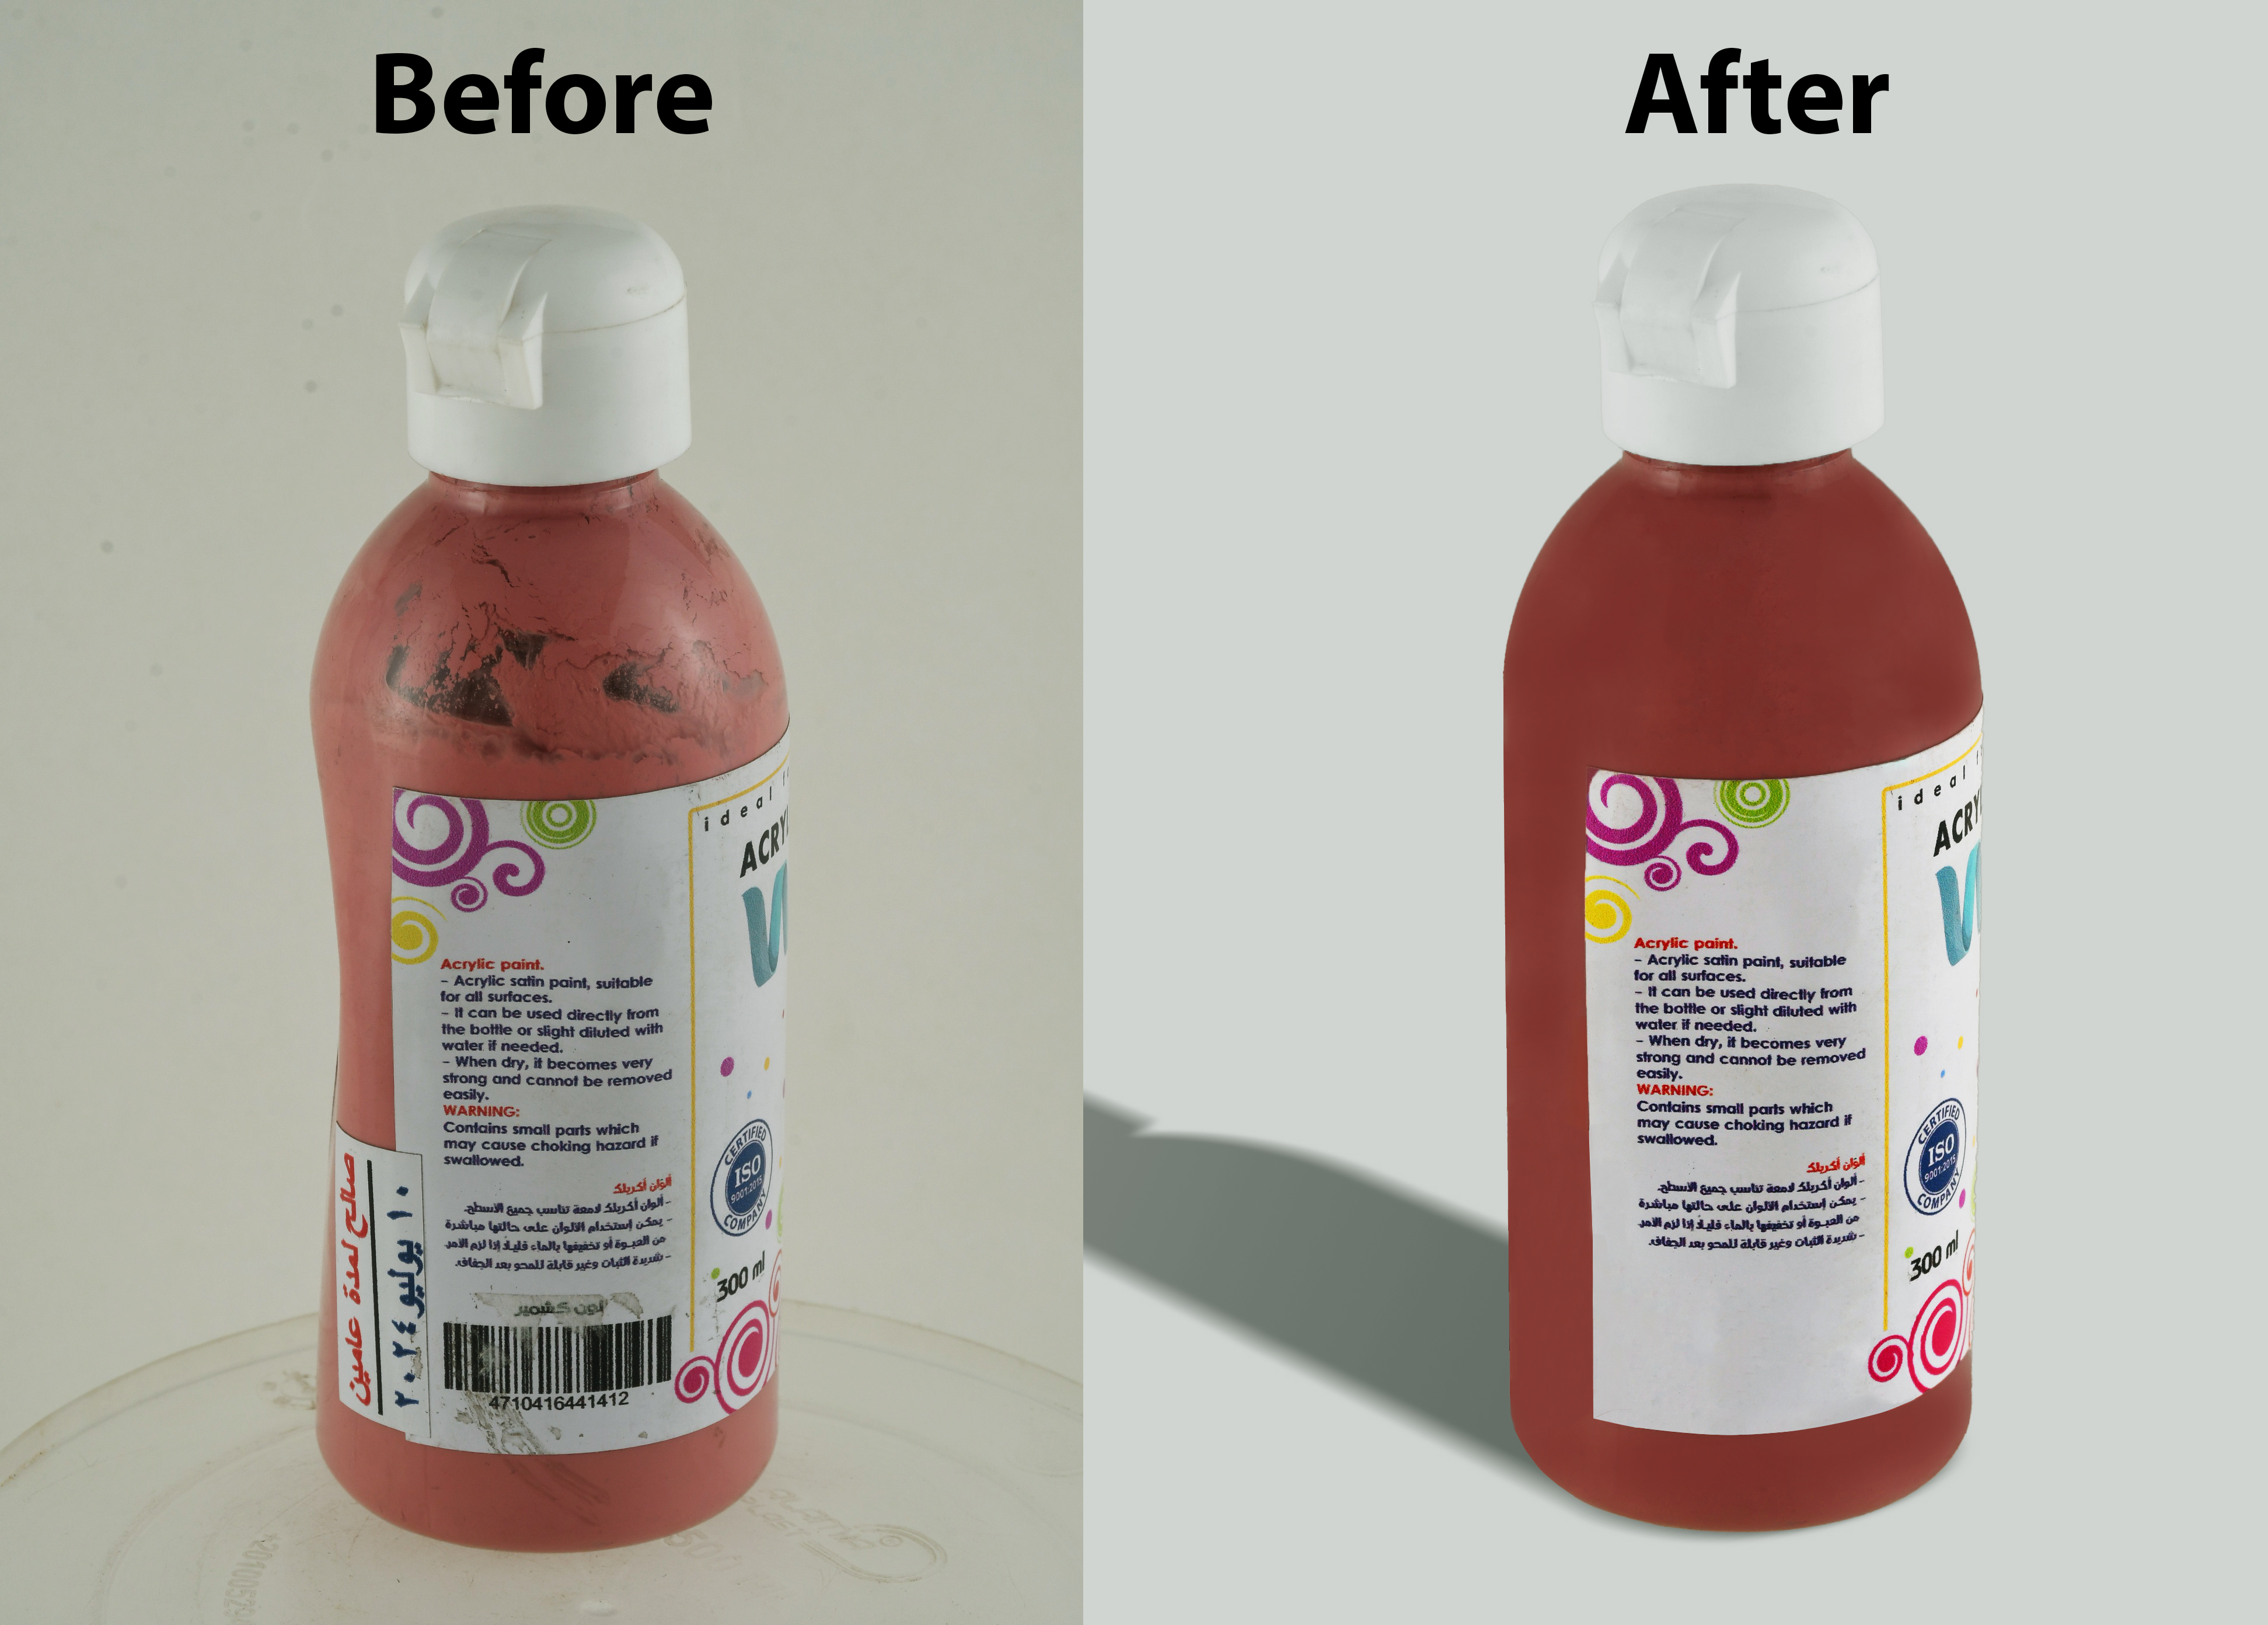 Before
ideal
ACRY
Acrylic paint.
- Acrylic satin paint, suitable
for all surfaces.
- It can be used directly from
the bottle or slight diluted with
water if needed.
- When dry, it becomes very
strong and cannot be removed
easily.
WARNING:
Contains small parts which
may cause choking hazard if
swallowed.
ألوان أكريلك
- ألوان أكريلك لامعة تناسب جميع الأسطح.
- يمكن إستخدام الألوان على حالتها مباشرة
من العبوة أو تخفيفها بالماء قليلاً إذا لزم الأمر.
- شديدة الثبات وغير قابلة للمحو بعد الجفاف.
لون كشمير
4710416441412
CERTIFIED
ISO
9001:2015
COMPANY
300 ml
صالح لمدة عامين
١٠ يوليو ٢٠٢٤
After
ideal
ACRY
Acrylic paint.
- Acrylic satin paint, suitable
for all surfaces.
- It can be used directly from
the bottle or slight diluted with
water if needed.
- When dry, it becomes very
strong and cannot be removed
easily.
WARNING:
Contains small parts which
may cause choking hazard if
swallowed.
ألوان أكريلك
- ألوان أكريلك لامعة تناسب جميع الأسطح.
- يمكن إستخدام الألوان على حالتها مباشرة
من العبوة أو تخفيفها بالماء قليلاً إذا لزم الأمر.
- شديدة الثبات وغير قابلة للمحو بعد الجفاف.
CERTIFIED
ISO
9001:2015
COMPANY
300 ml